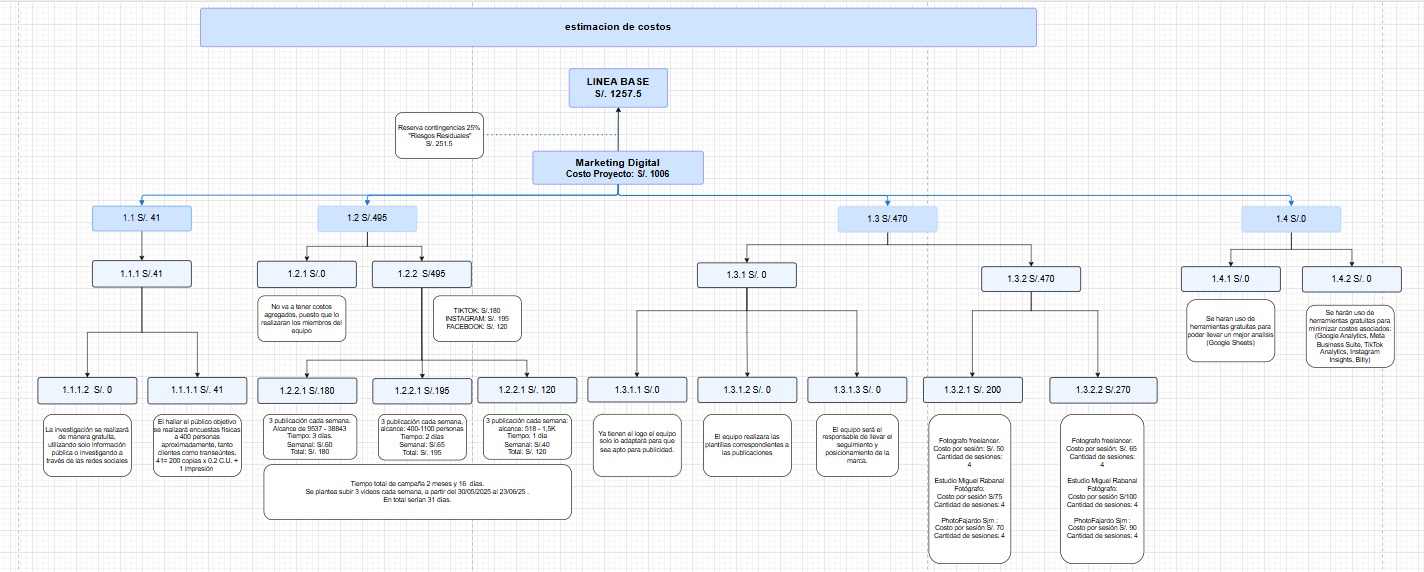 estimacion de costos
LINEA BASE
S/. 1257.5
Reserva contingencias 25%
"Riesgos Residuales"
S/. 251.5
Marketing Digital
Costo Proyecto: S/. 1006
1.1 S/. 41
1.2 S/.495
1.3 S/.470
1.4 S/.0
1.1.1 S/.41
1.2.1 S/.0
1.2.2 S/495
1.3.1 S/. 0
1.3.2 S/.470
1.4.1 S/.0
1.4.2 S/. 0
No va a tener costos
agregados, puesto que lo
realizaran los miembros del
equipo
TIKTOK: S/.180
INSTAGRAM: S/. 195
FACEBOOK: S/. 120
Se haran uso de
herramientas gratuitas para
poder llevar un mejor analisis
(Google Sheets)
Se harán uso de
herramientas gratuitas para
minimizar costos asociados:
(Google Analytics, Meta
Business Suite, TikTok
Analytics, Instagram
Insights, Bitly)
1.1.1.2 S/. 0
1.1.1.1 S/. 41
1.2.2.1 S/.180
1.2.2.1 S/.195
1.2.2.1 S/. 120
1.3.1.1 S/.0
1.3.1.2 S/. 0
1.3.1.3 S/. 0
1.3.2.1 S/. 200
1.3.2.2 S/.270
La investigación se realizará
de manera gratuita,
utilizando solo información
pública o investigando a
través de las redes sociales
El hallar el público objetivo
se realizará encuestas físicas
a 400 personas
aproximadamente, tanto
clientes como transeúntes.
41= 200 copias x 0.2 C.U. +
1 impresión
3 publicación cada semana.
Alcance de 9537 - 38843
Tiempo: 3 días.
Semanal: S/.60
Total: S/. 180
3 publicación cada semana,
alcance: 400-1100 personas
Tiempo: 2 días
Semanal: S/.65
Total: S/. 195
3 publicación cada semana:
alcance: 518 - 1,5K
Tiempo: 1 día
Semanal: S/.40
Total: S/. 120
Tiempo total de campaña 2 meses y 16 días.
Se plantea subir 3 videos cada semana, a partir del 30/05/2025 al 23/06/25 .
En total serían 31 días.
Ya tienen el logo el equipo
solo lo adaptará para que
sea apto para publicidad.
El equipo realizara las
plantillas correspondientes a
las publicaciones
El equipo será el
responsable de llevar el
seguimiento y
posicionamiento de la
marca.
Fotografo freelancer.
Costo por sesión: S/. 50
Cantidad de sesiones:
4
Estudio Miguel Rabanal
Fotógrafo:
Costo por sesión S/75
Cantidad de sesiones: 4
PhotoFajardo Sjm :
Costo por sesión S/. 70
Cantidad de sesiones: 4
Fotografo freelancer.
Costo por sesión: S/. 65
Cantidad de sesiones:
4
Estudio Miguel Rabanal
Fotógrafo:
Costo por sesión S/100
Cantidad de sesiones: 4
PhotoFajardo Sjm :
Costo por sesión S/. 90
Cantidad de sesiones: 4